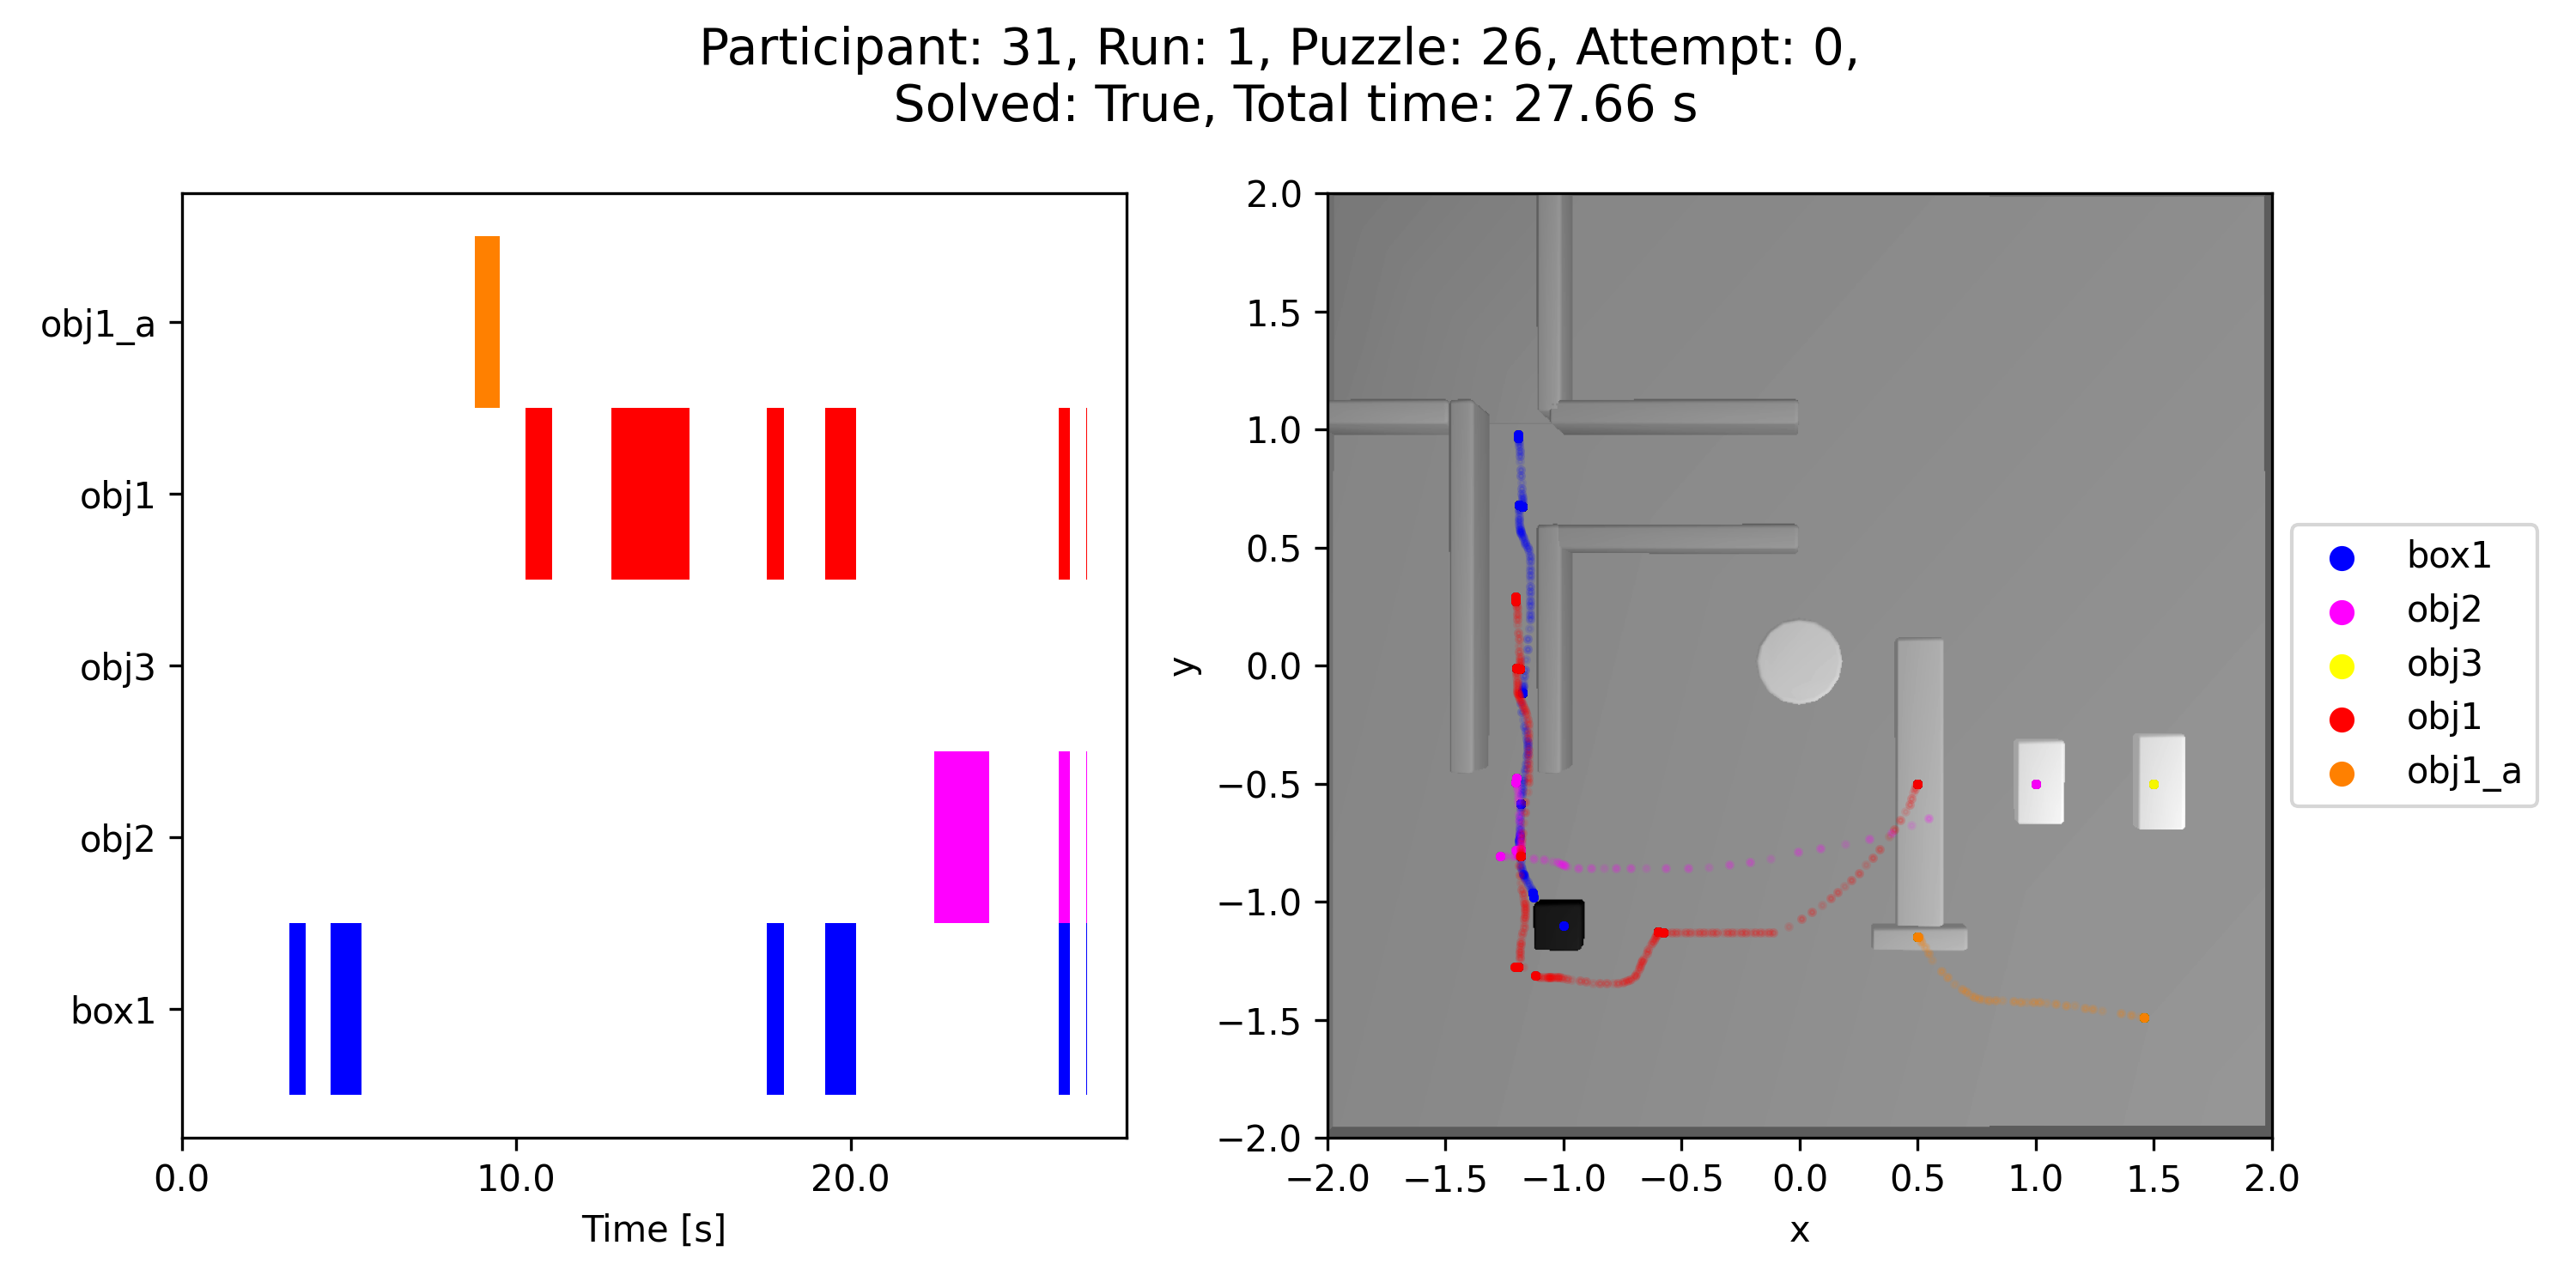 Participant: 31, Run: 1, Puzzle: 26, Attempt: 0,
Solved: True, Total time: 27.66 s
obj1_a
obj1
obj3
obj2
box1
0.0 10.0 20.0
Time [s]
2.0
1.5
1.0
0.5
0.0
−0.5
−1.0
−1.5
−2.0
y
−2.0 −1.5 −1.0 −0.5 0.0 0.5 1.0 1.5 2.0
x
box1
obj2
obj3
obj1
obj1_a